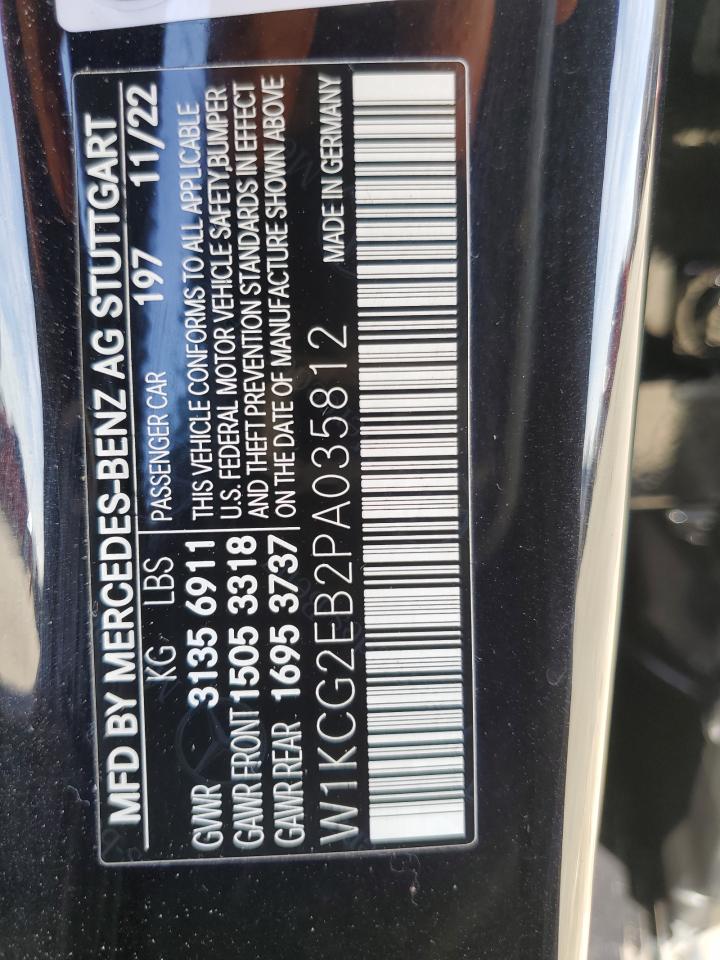 MFD BY MERCEDES-BENZ AG STUTTGART
KG LBS PASSENGER CAR 197 11/22
GVWR 3135 6911 THIS VEHICLE CONFORMS TO ALL APPLICABLE
GAWR FRONT 1505 3318 U.S. FEDERAL MOTOR VEHICLE SAFETY,BUMPER
AND THEFT PREVENTION STANDARDS IN EFFECT
GAWR REAR 1695 3737 ON THE DATE OF MANUFACTURE SHOWN ABOVE
W1KCG2EB2PA035812 MADE IN GERMANY